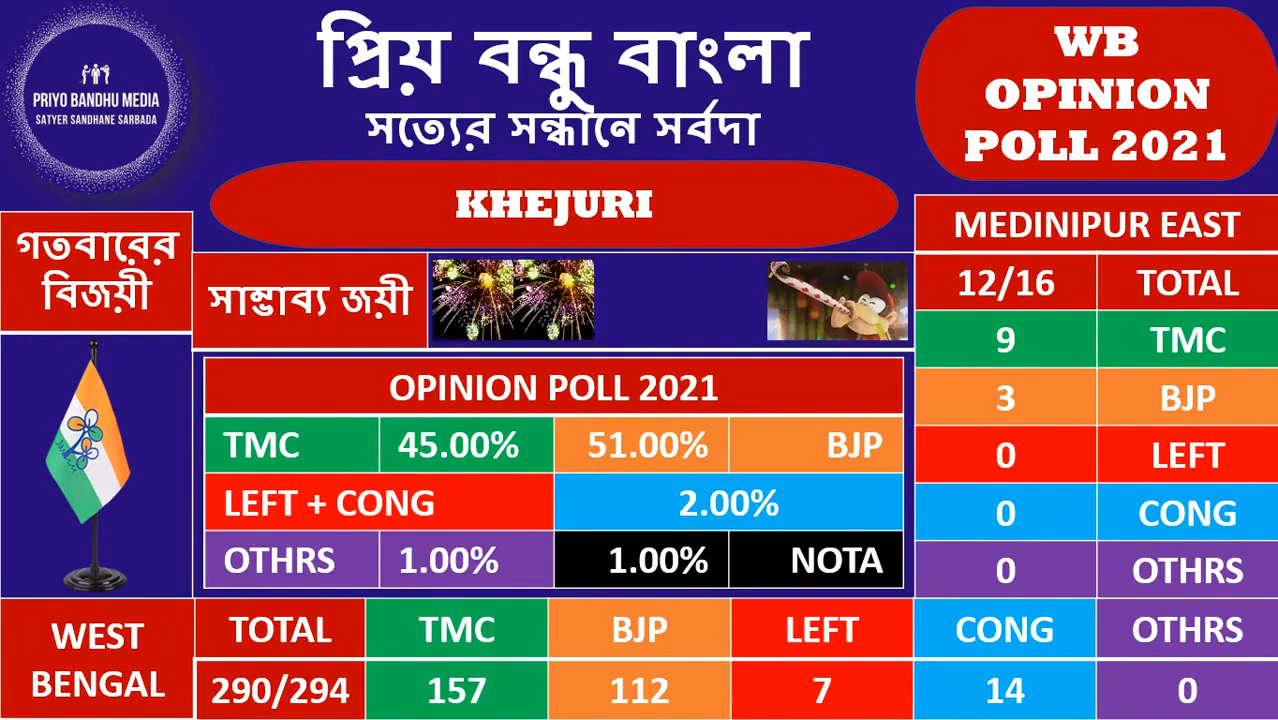 PRIYO BANDHU MEDIA
SATYER SANDHANE SARBADA
প্রিয় বন্ধু বাংলা
সত্যের সন্ধানে সর্বদা
WB
OPINION
POLL 2021
KHEJURI
গতবারের
বিজয়ী
সাম্ভাব্য জয়ী
OPINION POLL 2021
TMC 45.00% 51.00% BJP
LEFT + CONG 2.00%
OTHRS 1.00% 1.00% NOTA
MEDINIPUR EAST
12/16 TOTAL
9 TMC
3 BJP
0 LEFT
0 CONG
0 OTHRS
WEST
BENGAL
TOTAL TMC BJP LEFT CONG OTHRS
290/294 157 112 7 14 0